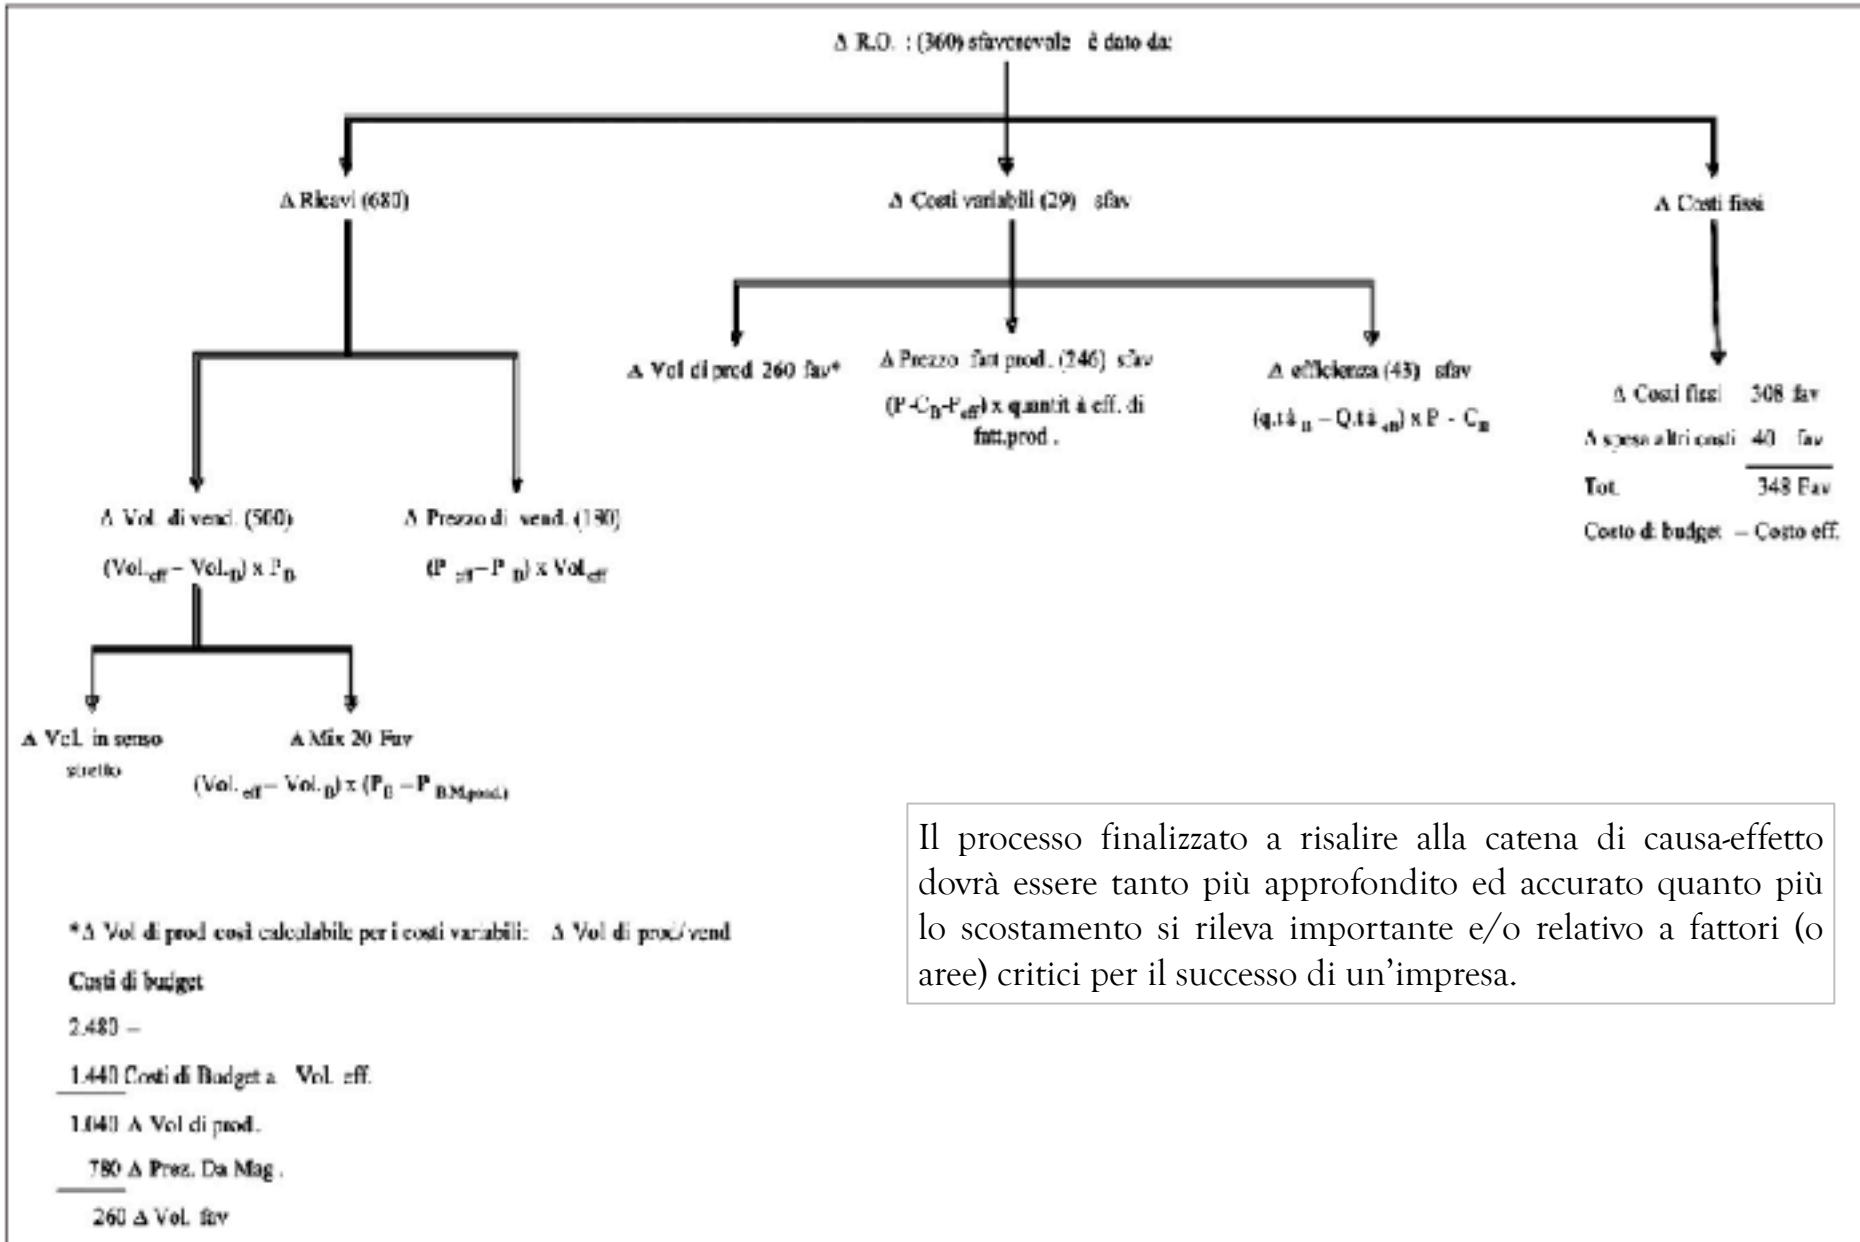 Δ R.O. : (360) sfavorevole è dato da:
Δ Ricavi (680)
Δ Costi variabili (29) sfav
Δ Costi fissi
Δ Vol di prod 260 fav*
Δ Prezzo fatt prod. (246) sfav
(P-C_B-P_eff) x quantità eff. di
fatt.prod.
Δ efficienza (43) sfav
(q.tà_B – Q.tà_eff) x P - C_B
Δ Costi fissi 308 fav
Δ spesa altri costi 40 fav
Tot. 348 Fav
Costo di budget – Costo eff.
Δ Vol. di vend. (500)
(Vol._eff – Vol._B) x P_B
Δ Prezzo di vend. (180)
(P_eff – P_B) x Vol_eff
Δ Vol. in senso
stretto
Δ Mix 20 Fav
(Vol._eff – Vol._B) x (P_B – P_B.M.pond.)
Il processo finalizzato a risalire alla catena di causa-effetto
dovrà essere tanto più approfondito ed accurato quanto più
lo scostamento si rileva importante e/o relativo a fattori (o
aree) critici per il successo di un’impresa.
*Δ Vol di prod così calcolabile per i costi variabili: Δ Vol di prod/vend
Costi di budget
2.480 –
1.440 Costi di Budget a Vol. eff.
1.040 Δ Vol di prod.
780 Δ Prez. Da Mag.
260 Δ Vol. fav